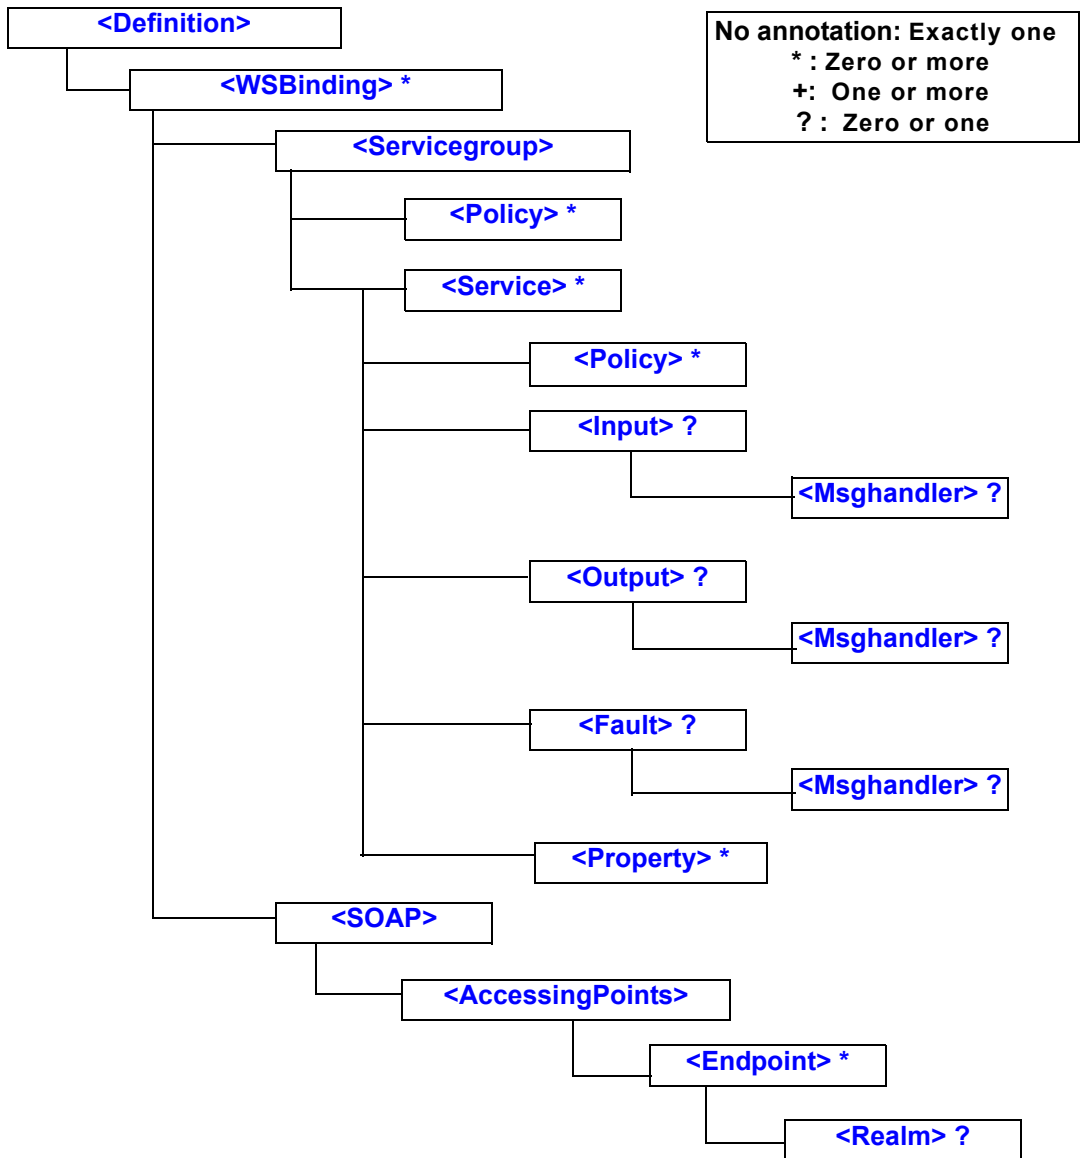 <Definition>
No annotation: Exactly one
* : Zero or more
+: One or more
? : Zero or one
<WSBinding> *
<Servicegroup>
<Policy> *
<Service> *
<Policy> *
<Input> ?
<Msghandler> ?
<Output> ?
<Msghandler> ?
<Fault> ?
<Msghandler> ?
<Property> *
<SOAP>
<AccessingPoints>
<Endpoint> *
<Realm> ?